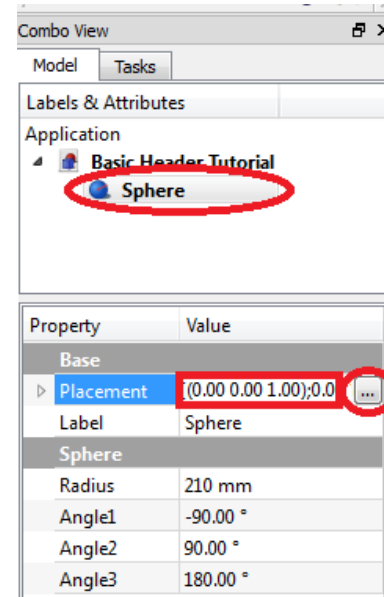 Combo View
Model Tasks
Labels & Attributes
Application
Basic Header Tutorial
Sphere
Property Value
Base
Placement [(0.00 0.00 1.00);0.0 ...
Label Sphere
Sphere
Radius 210 mm
Angle1 -90.00 °
Angle2 90.00 °
Angle3 180.00 °